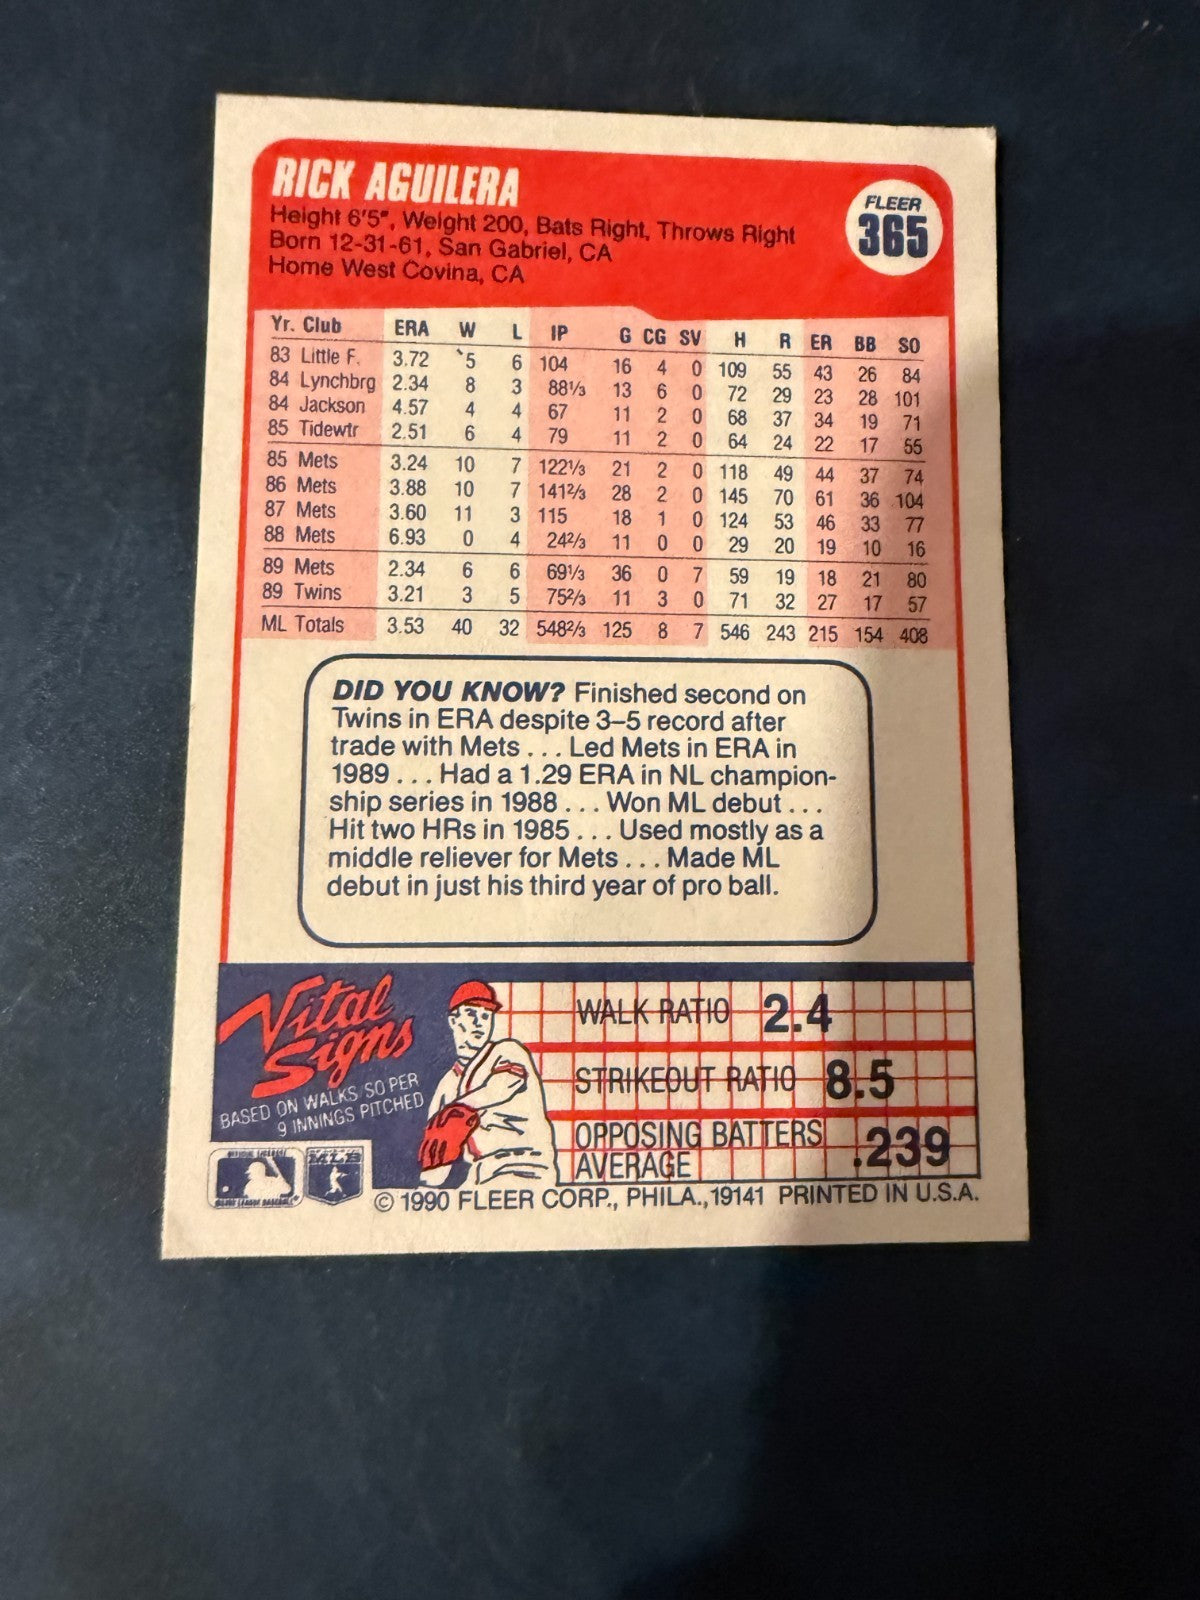 RICK AGUILERA
Height 6'5", Weight 200, Bats Right, Throws Right
Born 12-31-61, San Gabriel, CA
Home West Covina, CA
FLEER
365
Yr. Club ERA W L IP G CG SV H R ER BB SO
83 Little F. 3.72 5 6 104 16 4 0 109 55 43 26 84
84 Lynchbrg 2.34 8 3 88⅓ 13 6 0 72 29 23 28 101
84 Jackson 4.57 4 4 67 11 2 0 68 37 34 19 71
85 Tidewtr 2.51 6 4 79 11 2 0 64 24 22 17 55
85 Mets 3.24 10 7 122⅓ 21 2 0 118 49 44 37 74
86 Mets 3.88 10 7 141⅔ 28 2 0 145 70 61 36 104
87 Mets 3.60 11 3 115 18 1 0 124 53 46 33 77
88 Mets 6.93 0 4 24⅔ 11 0 0 29 20 19 10 16
89 Mets 2.34 6 6 69⅓ 36 0 7 59 19 18 21 80
89 Twins 3.21 3 5 75⅔ 11 3 0 71 32 27 17 57
ML Totals 3.53 40 32 548⅔ 125 8 7 546 243 215 154 408
DID YOU KNOW? Finished second on
Twins in ERA despite 3–5 record after
trade with Mets . . . Led Mets in ERA in
1989 . . . Had a 1.29 ERA in NL champion-
ship series in 1988 . . . Won ML debut . . .
Hit two HRs in 1985 . . . Used mostly as a
middle reliever for Mets . . . Made ML
debut in just his third year of pro ball.
Vital
Signs
BASED ON WALKS/SO PER
9 INNINGS PITCHED
WALK RATIO 2.4
STRIKEOUT RATIO 8.5
OPPOSING BATTERS
AVERAGE .239
MLB
© 1990 FLEER CORP., PHILA., 19141 PRINTED IN U.S.A.